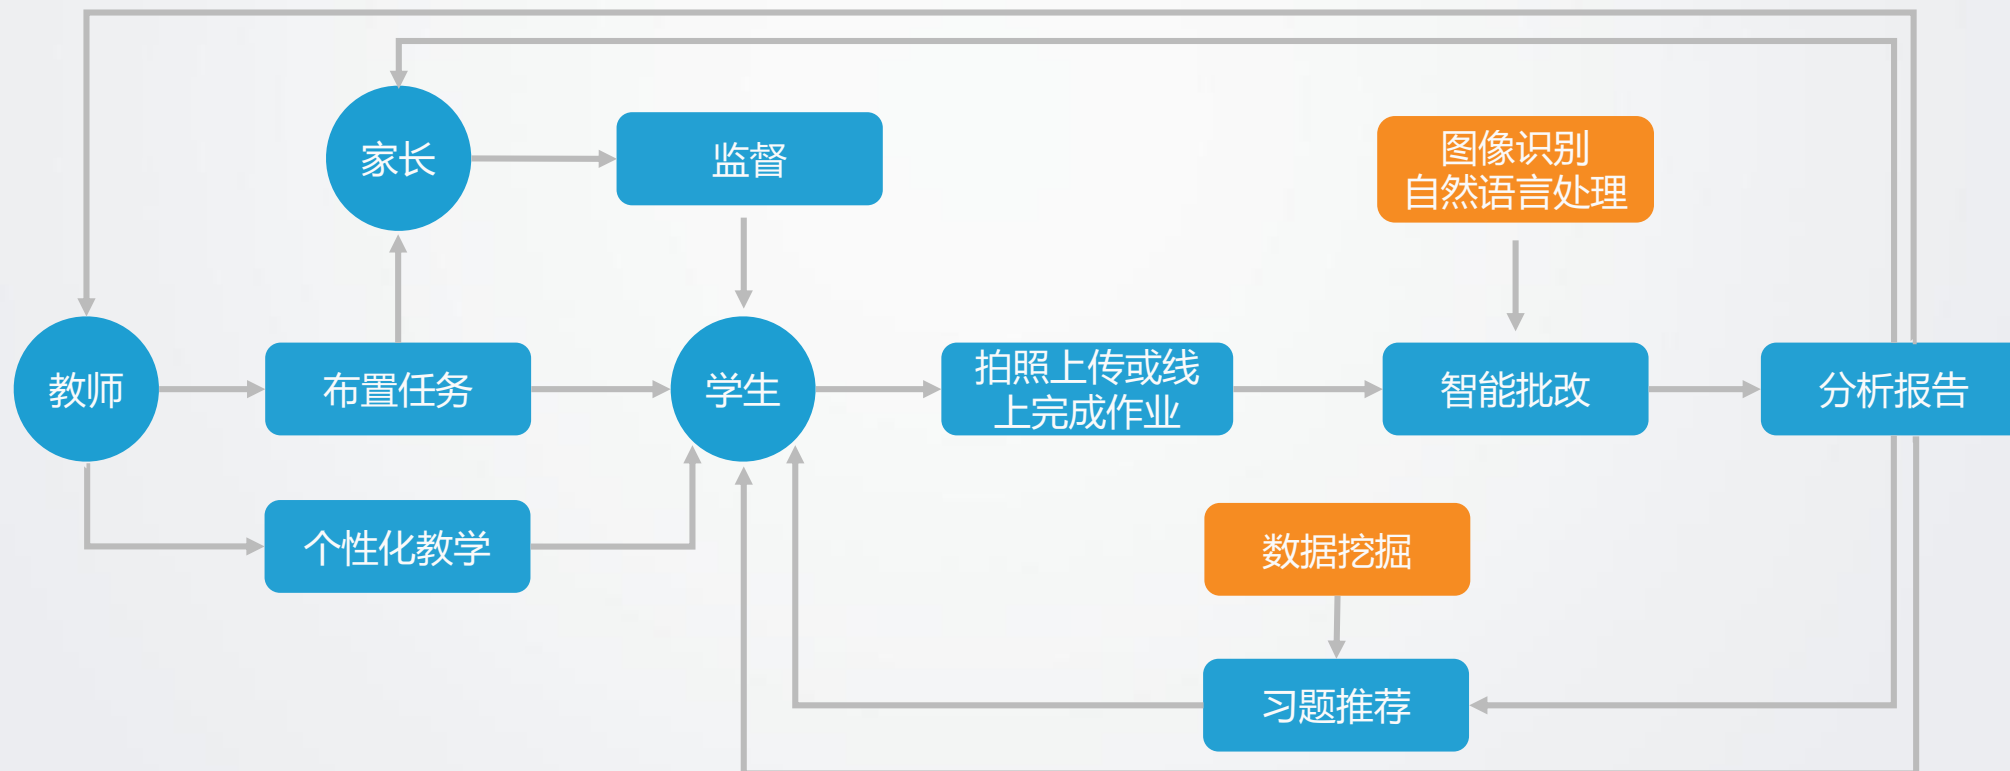 家长
监督
图像识别
自然语言处理
教师
布置任务
学生
拍照上传或线
上完成作业
智能批改
分析报告
个性化教学
数据挖掘
习题推荐